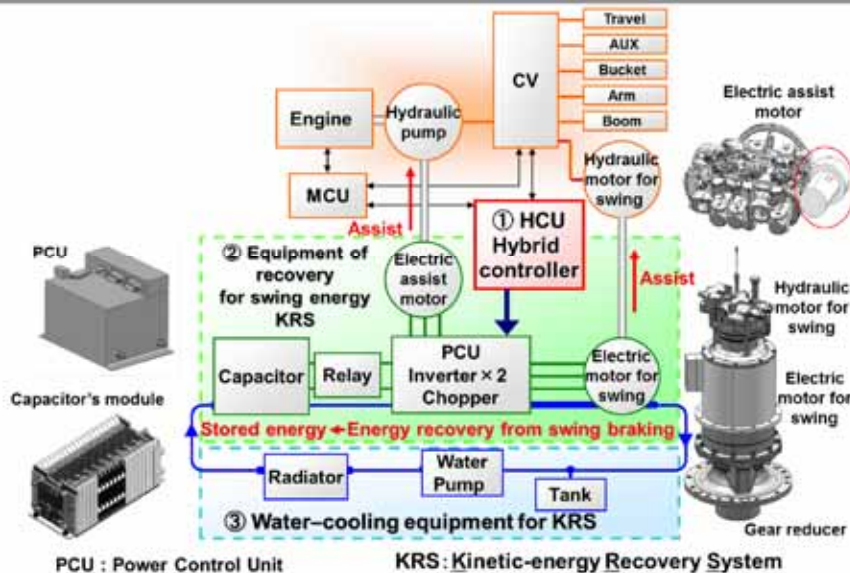 Travel
AUX
Bucket
Arm
Boom
CV
Engine
Hydraulic
pump
MCU
Hydraulic
motor for
swing
Electric assist
motor
Assist
① HCU
Hybrid
controller
Assist
② Equipment of
recovery
for swing energy
KRS
Electric
assist
motor
PCU
Capacitor
Relay
PCU
Inverter × 2
Chopper
Electric
motor for
swing
Hydraulic
motor for
swing
Electric
motor for
swing
Capacitor's module
Stored energy ← Energy recovery from swing braking
Radiator
Water
Pump
Tank
③ Water–cooling equipment for KRS
Gear reducer
PCU : Power Control Unit
KRS : Kinetic-energy Recovery System